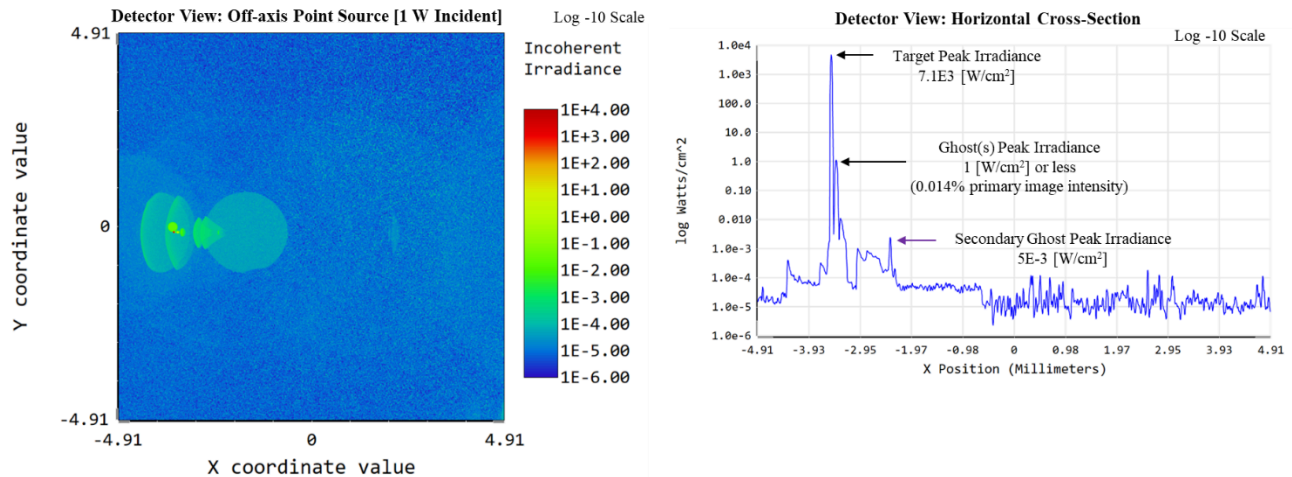 Detector View: Off-axis Point Source [1 W Incident]
Log -10 Scale
4.91
0
-4.91
Y coordinate value
-4.91
0
4.91
X coordinate value
Incoherent
Irradiance
1E+4.00
1E+3.00
1E+2.00
1E+1.00
1E+0.00
1E-1.00
1E-2.00
1E-3.00
1E-4.00
1E-5.00
1E-6.00
Detector View: Horizontal Cross-Section
Log -10 Scale
1.0e4
1.0e3
100.0
10.0
1.0
0.10
0.010
1.0e-3
1.0e-4
1.0e-5
1.0e-6
log Watts/cm^2
Target Peak Irradiance
7.1E3 [W/cm²]
Ghost(s) Peak Irradiance
1 [W/cm²] or less
(0.014% primary image intensity)
Secondary Ghost Peak Irradiance
5E-3 [W/cm²]
-4.91
-3.93
-2.95
-1.97
-0.98
0
0.98
1.97
2.95
3.93
4.91
X Position (Millimeters)